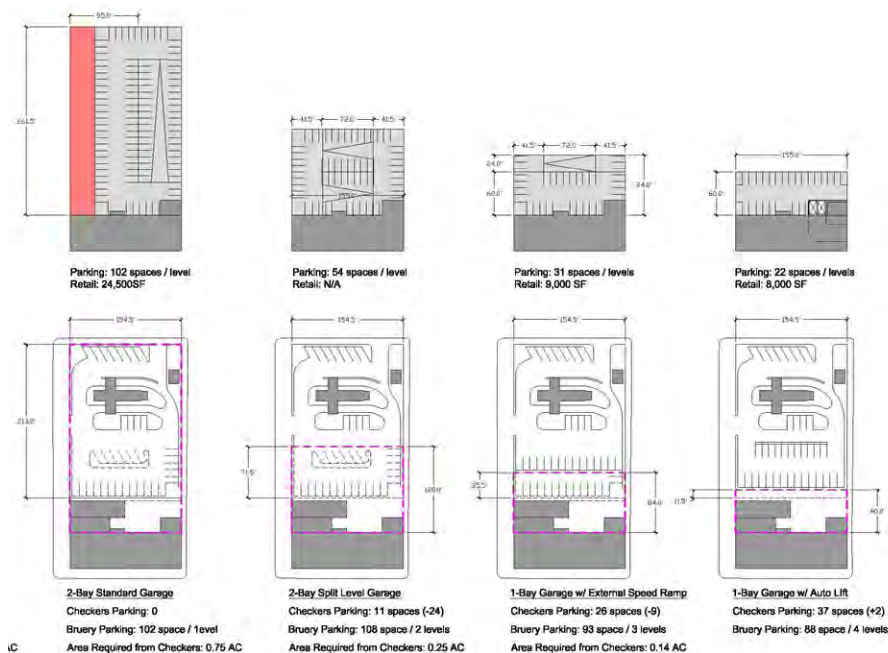 95.0'
261.5'
41.5'
72.0'
41.5'
155.0'
41.5'
72.0'
41.5'
24.0'
60.0'
84.0'
155.0'
60.0'
Parking: 102 spaces / level
Retail: 24,500SF
Parking: 54 spaces / level
Retail: N/A
Parking: 31 spaces / levels
Retail: 9,000 SF
Parking: 22 spaces / levels
Retail: 8,000 SF
154.5'
154.5'
154.5'
154.5'
71.5'
84.0'
60.0'
2-Bay Standard Garage
Checkers Parking: 0
Bruery Parking: 102 space / 1level
Area Required from Checkers: 0.75 AC
2-Bay Split Level Garage
Checkers Parking: 11 spaces (-24)
Bruery Parking: 108 space / 2 levels
Area Required from Checkers: 0.25 AC
1-Bay Garage w/ External Speed Ramp
Checkers Parking: 26 spaces (-9)
Bruery Parking: 93 space / 3 levels
Area Required from Checkers: 0.14 AC
1-Bay Garage w/ Auto Lift
Checkers Parking: 37 spaces (+2)
Bruery Parking: 88 space / 4 levels
AC